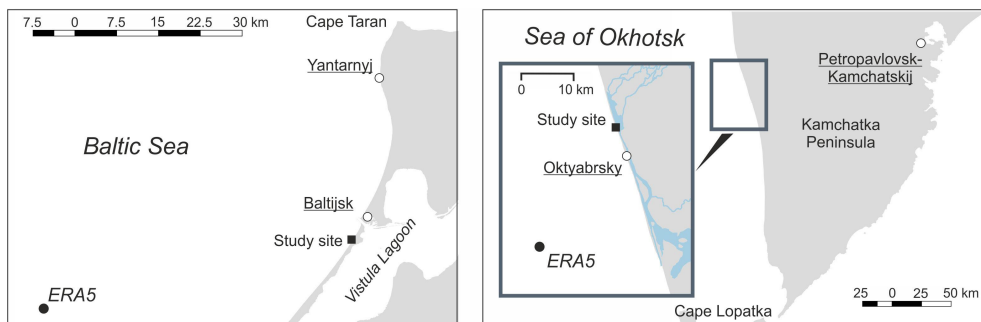 7.5 0 7.5 15 22.5 30 km
Cape Taran
Yantarnyj
Baltic Sea
Baltijsk
Study site
Vistula Lagoon
ERA5
Sea of Okhotsk
Petropavlovsk-
Kamchatskij
0 10 km
Study site
Kamchatka
Peninsula
Oktyabrsky
ERA5
25 0 25 50 km
Cape Lopatka